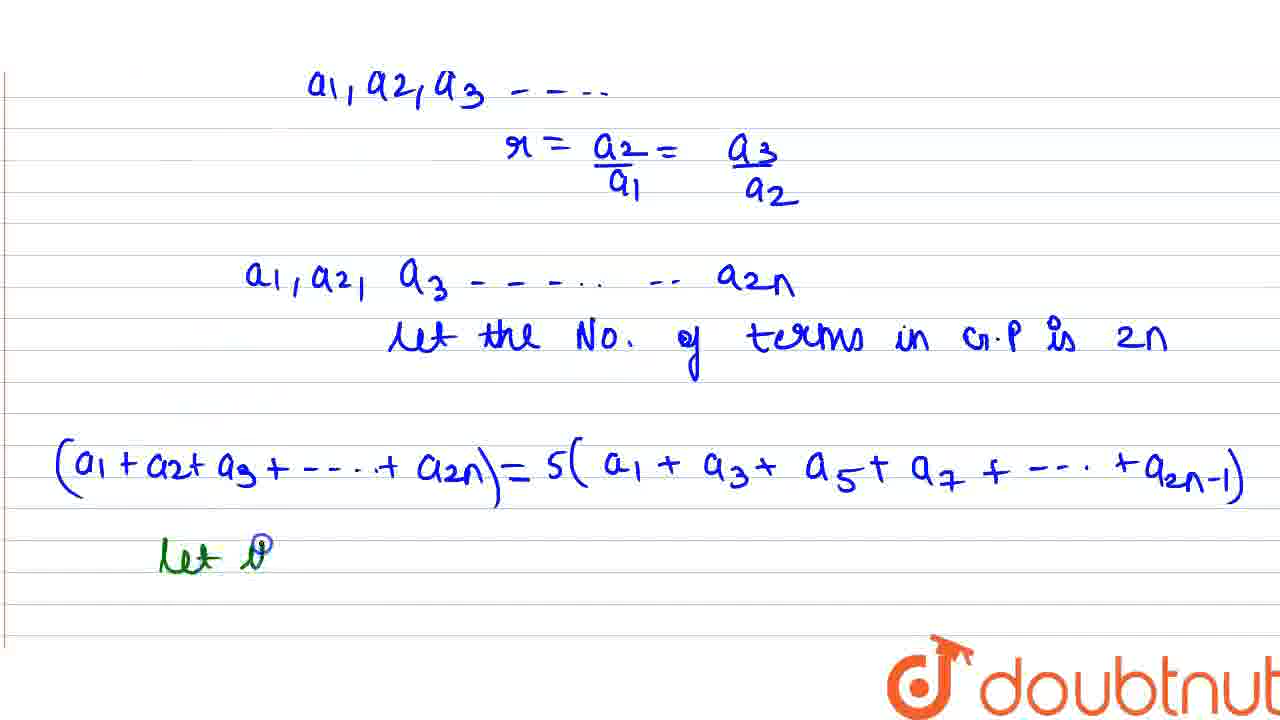 a1, a2, a3 - - - ..
r = a2/a1 = a3/a2
a1, a2, a3 - - - - .. -- a2n
Let the No. of terms in G.P is 2n
(a1 + a2 + a3 + - - - .. + a2n) = 5( a1 + a3 + a5 + a7 + - - - . + a2n-1)
Let
doubtnut